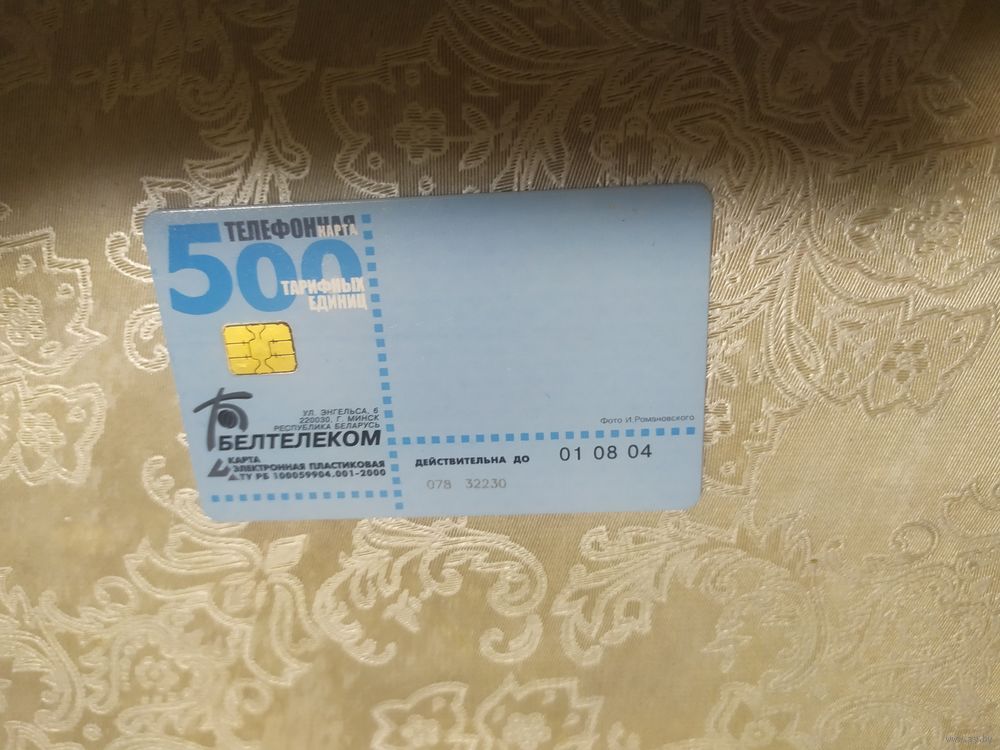 ТЕЛЕФОННАЯ
КАРТА
500
ТАРИФНЫХ
ЕДИНИЦ
УЛ. ЭНГЕЛЬСА, 6
220030, Г. МИНСК
РЕСПУБЛИКА БЕЛАРУСЬ
БЕЛТЕЛЕКОМ
КАРТА
ЭЛЕКТРОННАЯ ПЛАСТИКОВАЯ
ТУ РБ 100059904.001-2000
Фото И.Романовского
ДЕЙСТВИТЕЛЬНА ДО 01 08 04
078 32230